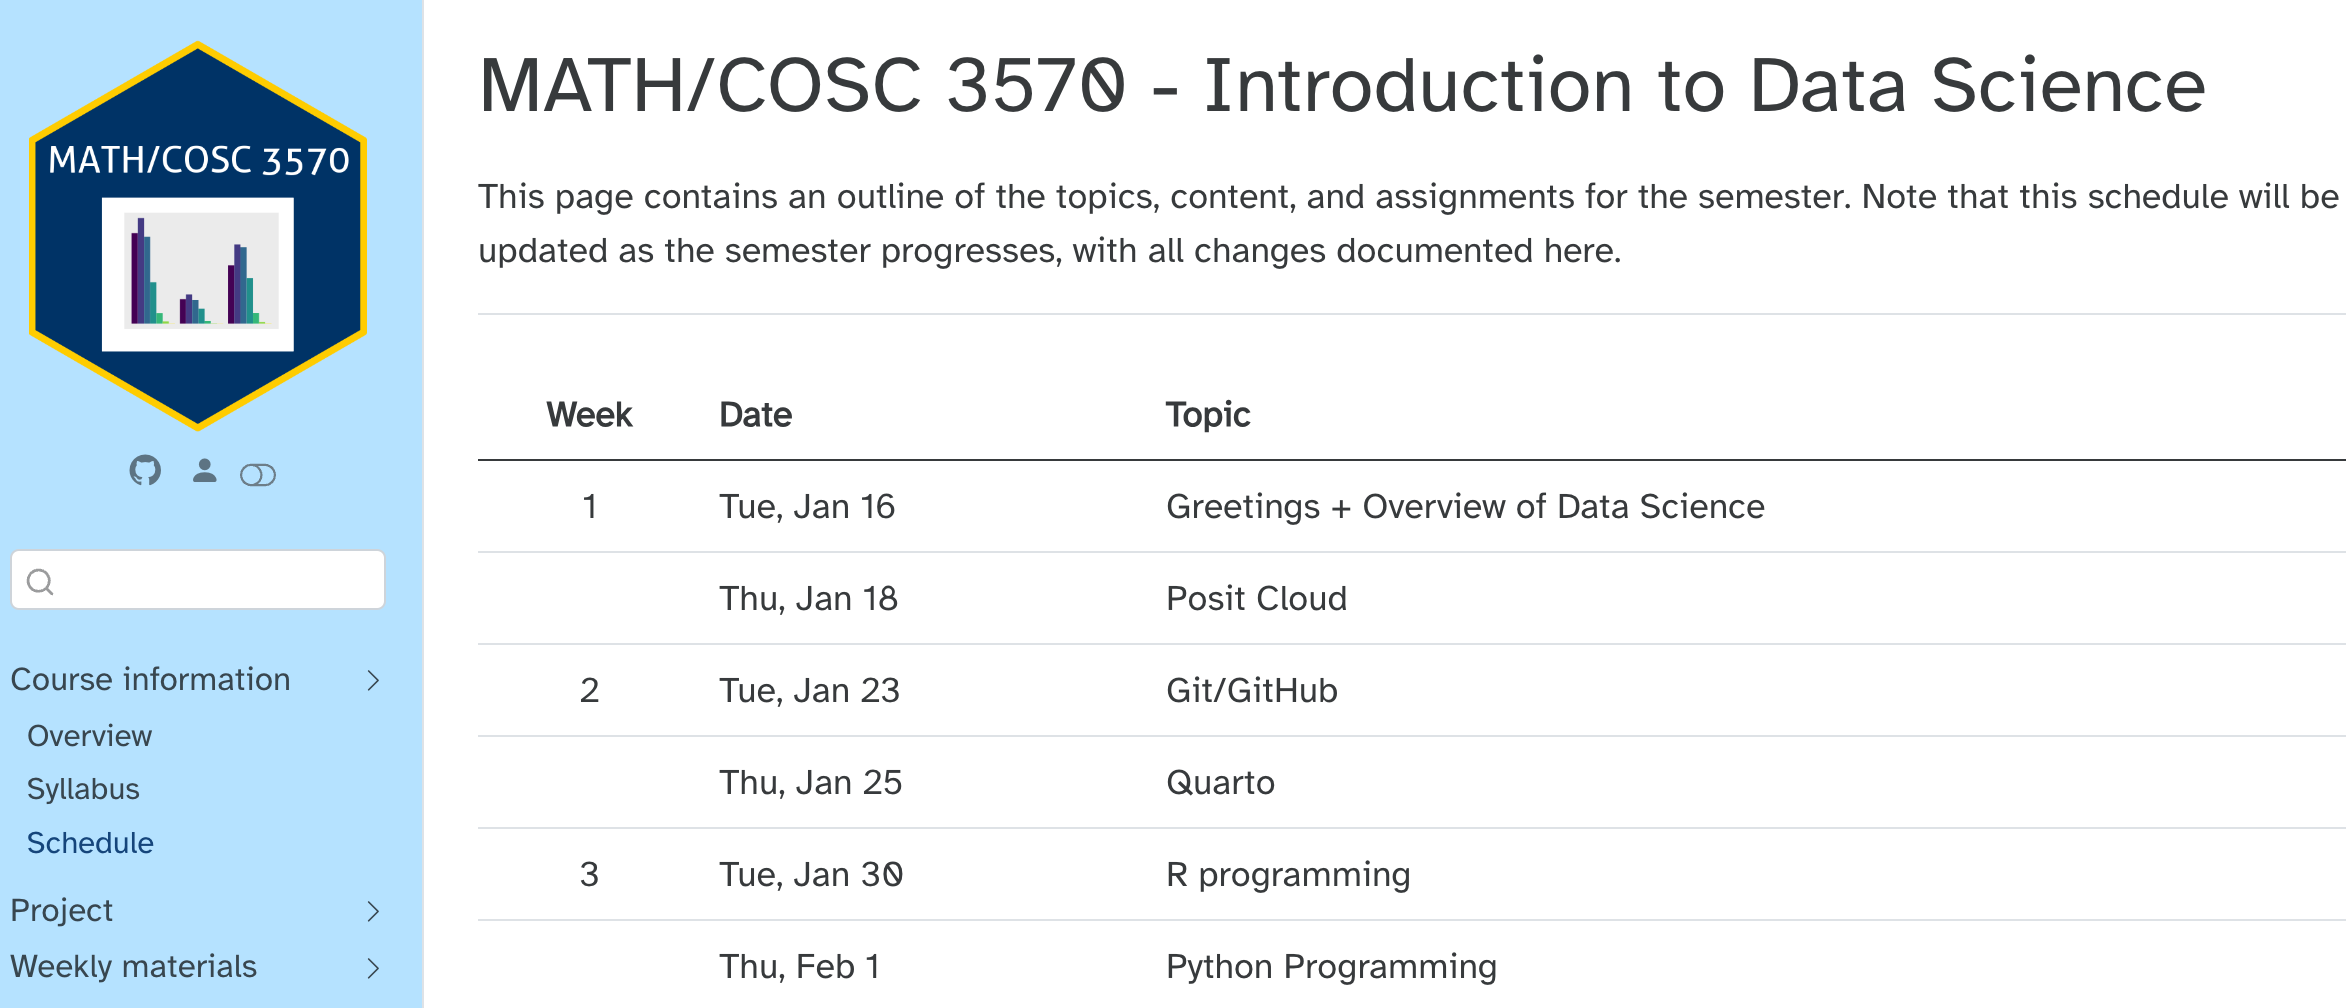 MATH/COSC 3570
Course information
Overview
Syllabus
Schedule
Project
Weekly materials
MATH/COSC 3570 - Introduction to Data Science
This page contains an outline of the topics, content, and assignments for the semester. Note that this schedule will be
updated as the semester progresses, with all changes documented here.
Week Date Topic
1 Tue, Jan 16 Greetings + Overview of Data Science
Thu, Jan 18 Posit Cloud
2 Tue, Jan 23 Git/GitHub
Thu, Jan 25 Quarto
3 Tue, Jan 30 R programming
Thu, Feb 1 Python Programming